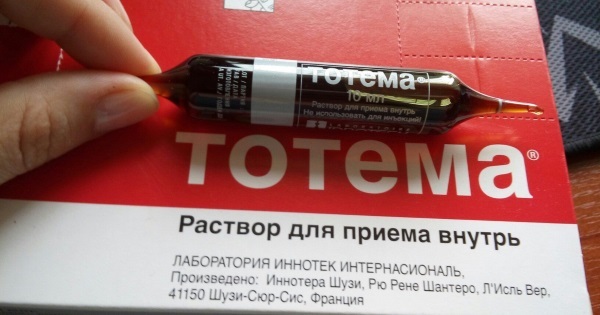 тотема®
10 мл
Раствор для приема внутрь
Не использовать для инъекций!
тотема®
Раствор для приема внутрь
ЛАБОРАТОРИЯ ИННОТЕК ИНТЕРНАСИОНАЛЬ,
Произведено: Иннотера Шузи, Рю Рене Шантеро, Л'Исль Вер,
41150 Шузи-Сюр-Сис, Франция